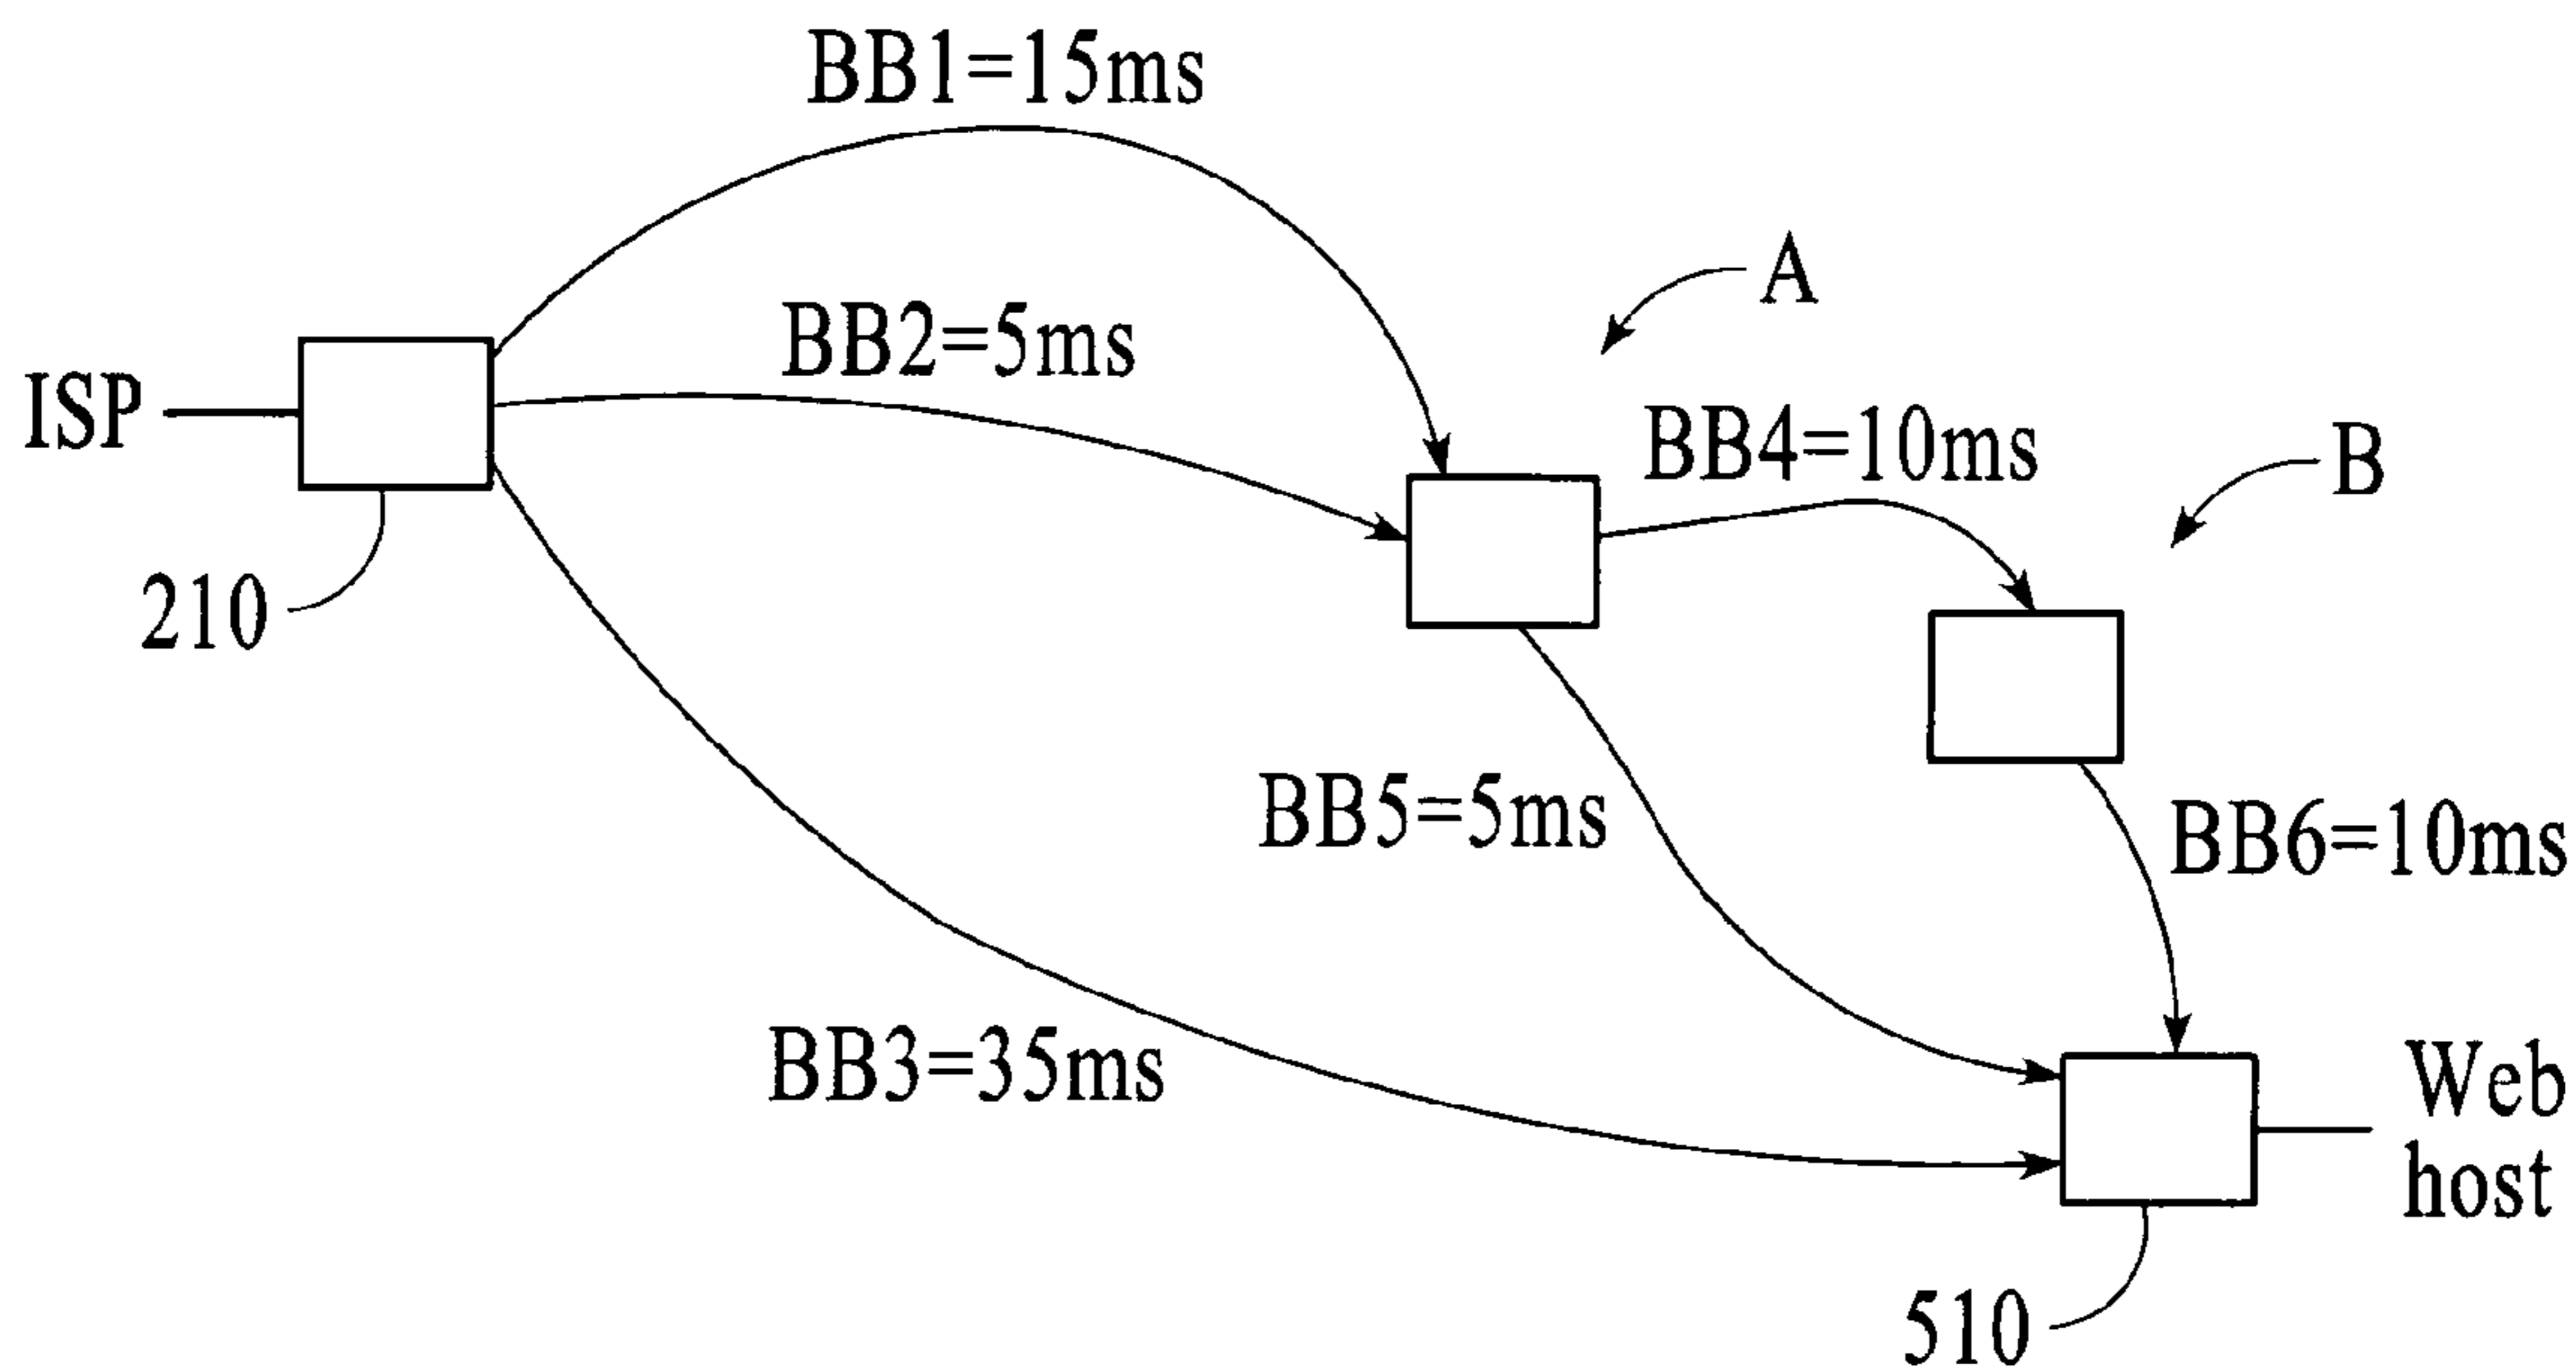 BB1=15ms
A
BB2=5ms
ISP
BB4=10ms
B
210
BB5=5ms
BB6=10ms
BB3=35ms
Web
host
510